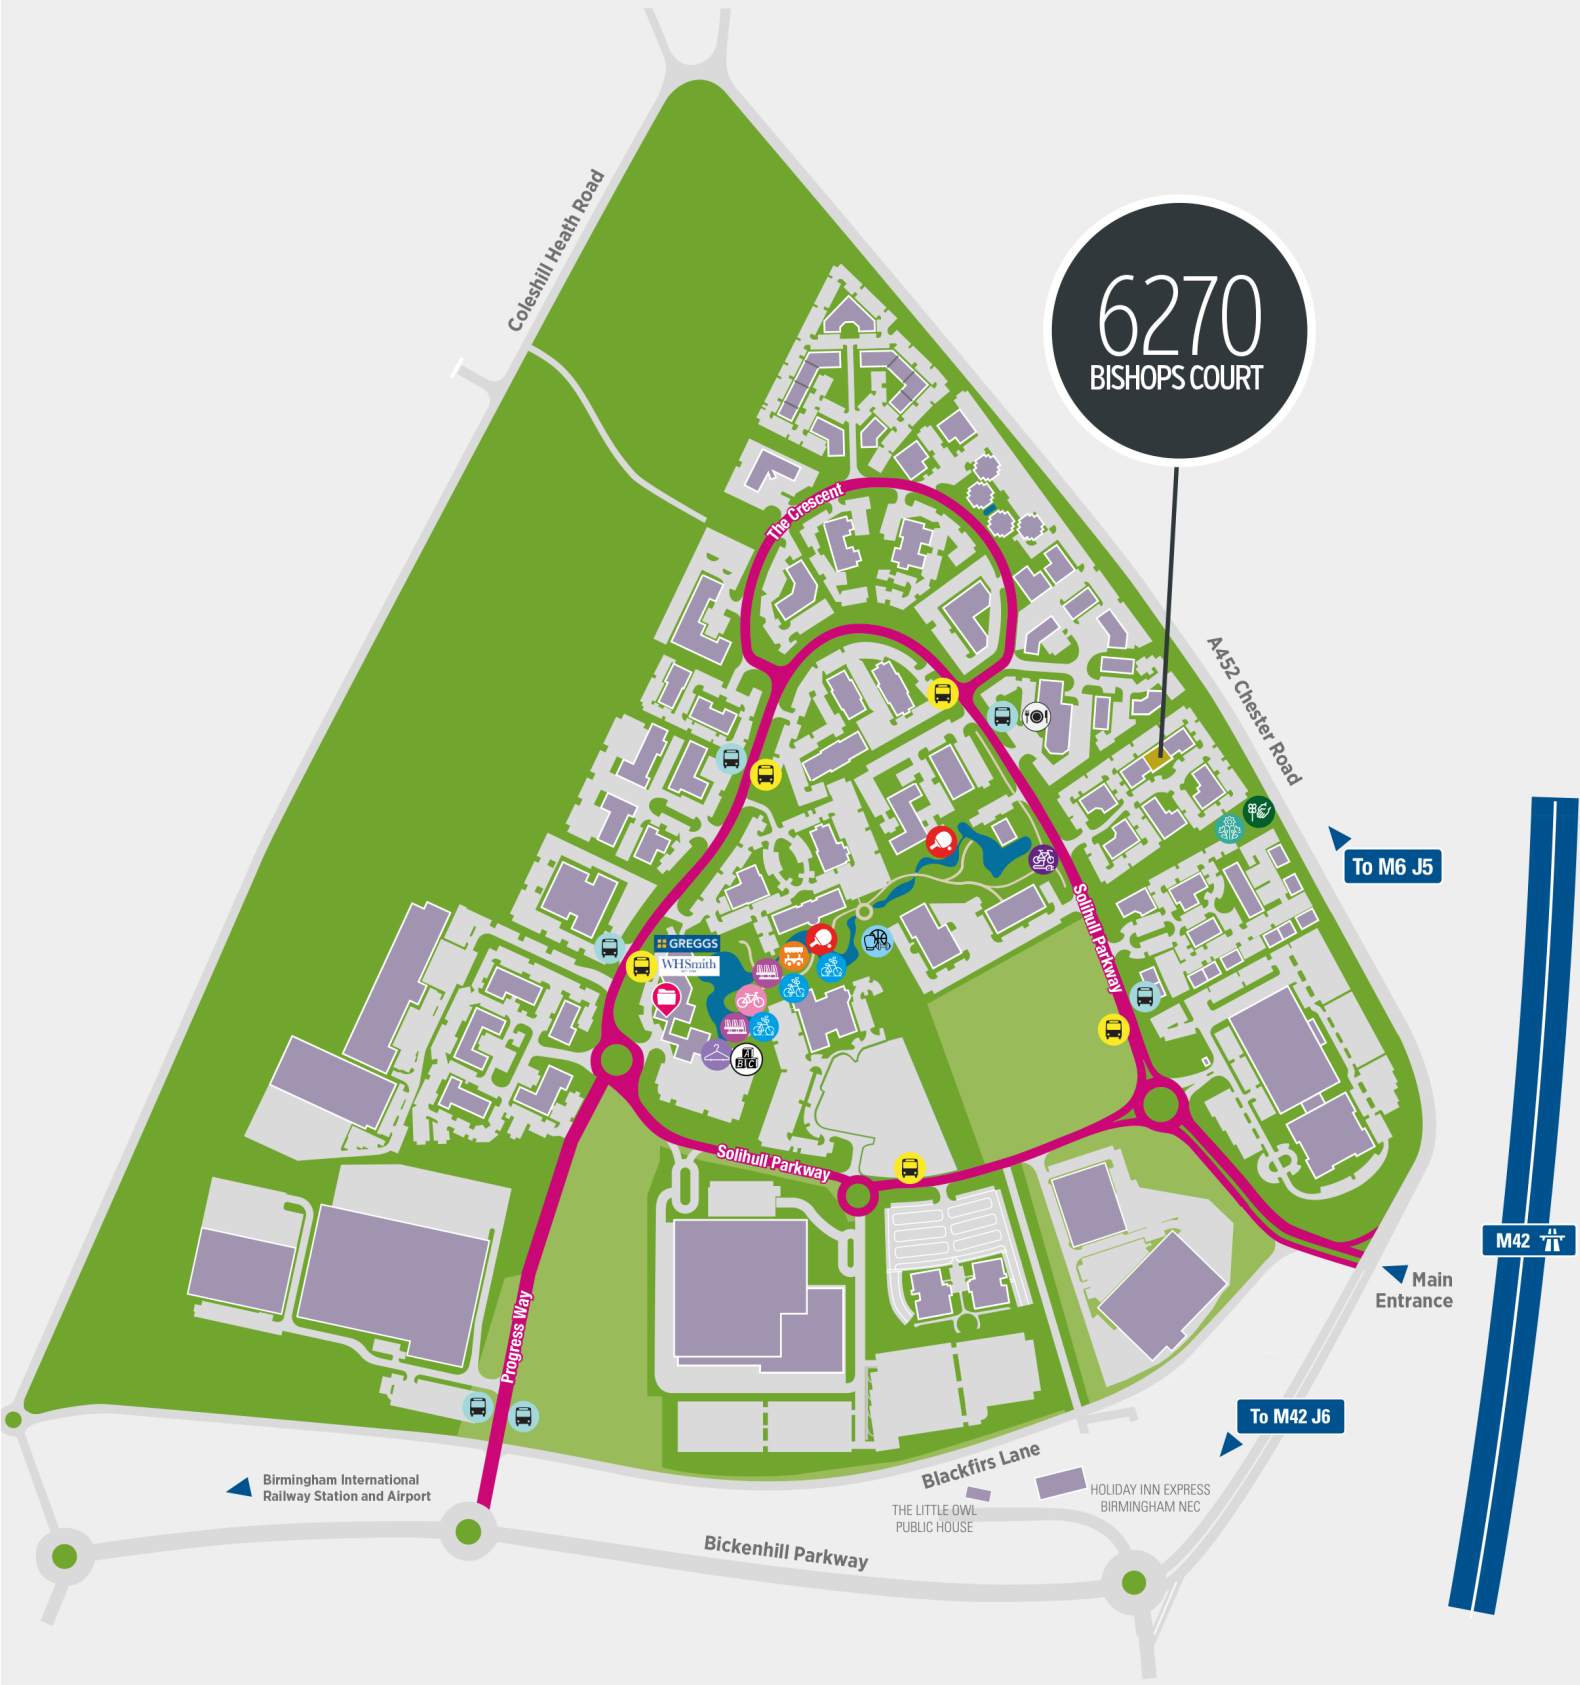 Coleshill Heath Road
6270
BISHOPS COURT
The Crescent
A452 Chester Road
To M6 J5
Solihull Parkway
GREGGS
WHSmith
A
B C
Solihull Parkway
M42
Main
Entrance
Progress Way
To M42 J6
Blackfirs Lane
Birmingham International
Railway Station and Airport
HOLIDAY INN EXPRESS
BIRMINGHAM NEC
THE LITTLE OWL
PUBLIC HOUSE
Bickenhill Parkway